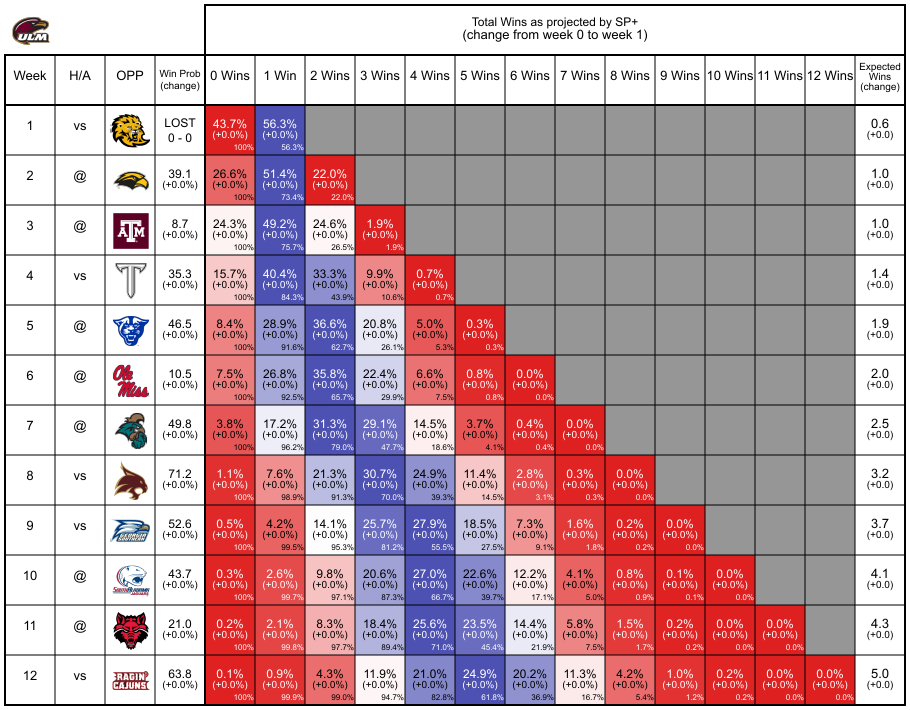 ULM
Total Wins as projected by SP+
(change from week 0 to week 1)
Week H/A OPP Win Prob (change) 0 Wins 1 Win 2 Wins 3 Wins 4 Wins 5 Wins 6 Wins 7 Wins 8 Wins 9 Wins 10 Wins 11 Wins 12 Wins Expected Wins (change)
1 vs LOST 43.7% 56.3% 0.6
0 - 0 (+0.0%) (+0.0%) (+0.0)
100% 56.3%
2 @ 39.1 26.6% 51.4% 22.0% 1.0
(+0.0%) (+0.0%) (+0.0%) (+0.0%) (+0.0)
100% 73.4% 22.0%
3 @ ATM 8.7 24.3% 49.2% 24.6% 1.9% 1.0
(+0.0%) (+0.0%) (+0.0%) (+0.0%) (+0.0%) (+0.0)
100% 75.7% 26.5% 1.9%
4 vs T 35.3 15.7% 40.4% 33.3% 9.9% 0.7% 1.4
(+0.0%) (+0.0%) (+0.0%) (+0.0%) (+0.0%) (+0.0%) (+0.0)
100% 84.3% 43.9% 10.6% 0.7%
5 @ 46.5 8.4% 28.9% 36.6% 20.8% 5.0% 0.3% 1.9
(+0.0%) (+0.0%) (+0.0%) (+0.0%) (+0.0%) (+0.0%) (+0.0%) (+0.0)
100% 91.6% 62.7% 26.1% 5.3% 0.3%
6 @ Ole Miss 10.5 7.5% 26.8% 35.8% 22.4% 6.6% 0.8% 0.0% 2.0
(+0.0%) (+0.0%) (+0.0%) (+0.0%) (+0.0%) (+0.0%) (+0.0%) (+0.0%) (+0.0)
100% 92.5% 65.7% 29.9% 7.5% 0.8% 0.0%
7 @ 49.8 3.8% 17.2% 31.3% 29.1% 14.5% 3.7% 0.4% 0.0% 2.5
(+0.0%) (+0.0%) (+0.0%) (+0.0%) (+0.0%) (+0.0%) (+0.0%) (+0.0%) (+0.0%) (+0.0)
100% 96.2% 79.0% 47.7% 18.6% 4.1% 0.4% 0.0%
8 vs 71.2 1.1% 7.6% 21.3% 30.7% 24.9% 11.4% 2.8% 0.3% 0.0% 3.2
(+0.0%) (+0.0%) (+0.0%) (+0.0%) (+0.0%) (+0.0%) (+0.0%) (+0.0%) (+0.0%) (+0.0%) (+0.0)
100% 98.9% 91.3% 70.0% 39.3% 14.5% 3.1% 0.3% 0.0%
9 vs GEORGIA SOUTHERN 52.6 0.5% 4.2% 14.1% 25.7% 27.9% 18.5% 7.3% 1.6% 0.2% 0.0% 3.7
(+0.0%) (+0.0%) (+0.0%) (+0.0%) (+0.0%) (+0.0%) (+0.0%) (+0.0%) (+0.0%) (+0.0%) (+0.0%) (+0.0)
100% 99.5% 95.3% 81.2% 55.5% 27.5% 9.1% 1.8% 0.2% 0.0%
10 @ SOUTH ALABAMA JAGUARS 43.7 0.3% 2.6% 9.8% 20.6% 27.0% 22.6% 12.2% 4.1% 0.8% 0.1% 0.0% 4.1
(+0.0%) (+0.0%) (+0.0%) (+0.0%) (+0.0%) (+0.0%) (+0.0%) (+0.0%) (+0.0%) (+0.0%) (+0.0%) (+0.0%) (+0.0)
100% 99.7% 97.1% 87.3% 66.7% 39.7% 17.1% 5.0% 0.9% 0.1% 0.0%
11 @ 21.0 0.2% 2.1% 8.3% 18.4% 25.6% 23.5% 14.4% 5.8% 1.5% 0.2% 0.0% 0.0% 4.3
(+0.0%) (+0.0%) (+0.0%) (+0.0%) (+0.0%) (+0.0%) (+0.0%) (+0.0%) (+0.0%) (+0.0%) (+0.0%) (+0.0%) (+0.0%) (+0.0)
100% 99.8% 97.7% 89.4% 71.0% 45.4% 21.9% 7.5% 1.7% 0.2% 0.0% 0.0%
12 vs RAGIN' CAJUNS 63.8 0.1% 0.9% 4.3% 11.9% 21.0% 24.9% 20.2% 11.3% 4.2% 1.0% 0.2% 0.0% 0.0% 5.0
(+0.0%) (+0.0%) (+0.0%) (+0.0%) (+0.0%) (+0.0%) (+0.0%) (+0.0%) (+0.0%) (+0.0%) (+0.0%) (+0.0%) (+0.0%) (+0.0%) (+0.0)
100% 99.9% 99.0% 94.7% 82.8% 61.8% 36.9% 16.7% 5.4% 1.2% 0.2% 0.0% 0.0%